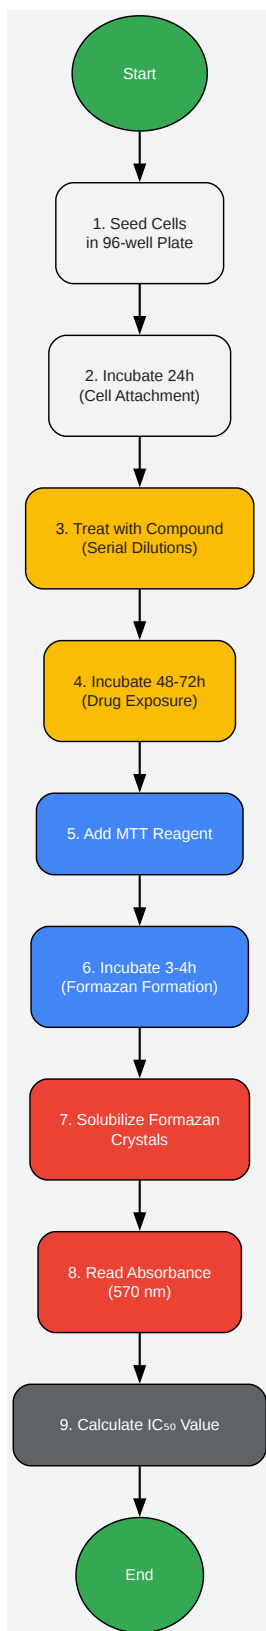 Start
1. Seed Cells
in 96-well Plate
2. Incubate 24h
(Cell Attachment)
3. Treat with Compound
(Serial Dilutions)
4. Incubate 48-72h
(Drug Exposure)
5. Add MTT Reagent
6. Incubate 3-4h
(Formazan Formation)
7. Solubilize Formazan
Crystals
8. Read Absorbance
(570 nm)
9. Calculate IC₅₀ Value
End